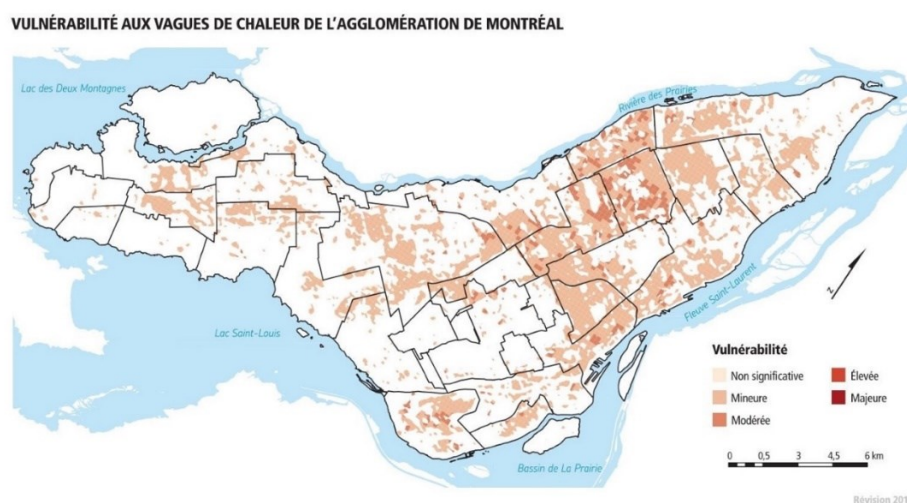 VULNÉRABILITÉ AUX VAGUES DE CHALEUR DE L'AGGLOMÉRATION DE MONTRÉAL
Lac des Deux Montagnes
Rivière des Prairies
Fleuve Saint-Laurent
N
Lac Saint-Louis
Bassin de La Prairie
Vulnérabilité
Non significative
Mineure
Modérée
Élevée
Majeure
0 0,5 3 4,5 6 km
Révision 201